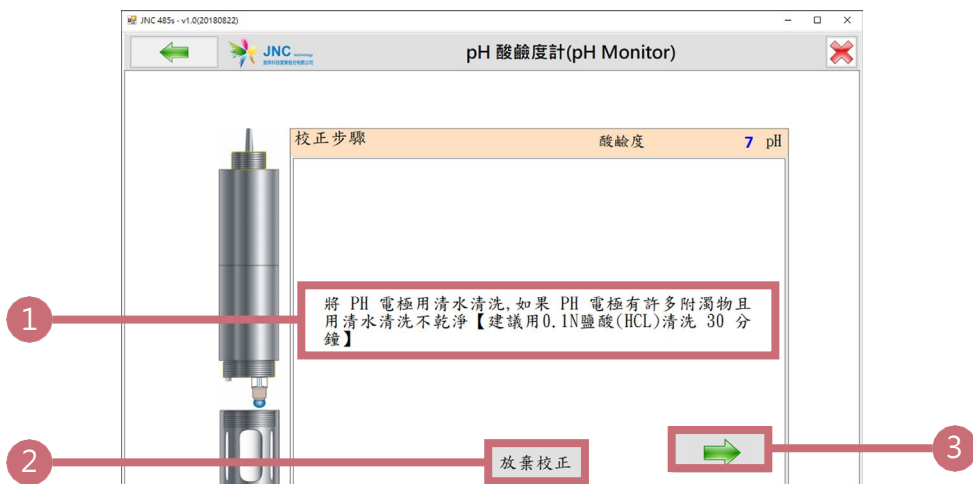 JNC 485s - v1.0(20180822)
JNC technology
pH 酸鹼度計(pH Monitor)
校正步驟 酸鹼度 7 pH
將 PH 電極用清水清洗,如果 PH 電極有許多附濁物且
用清水清洗不乾淨【建議用0.1N鹽酸(HCL)清洗 30 分
鐘】
1
放棄校正
2
3